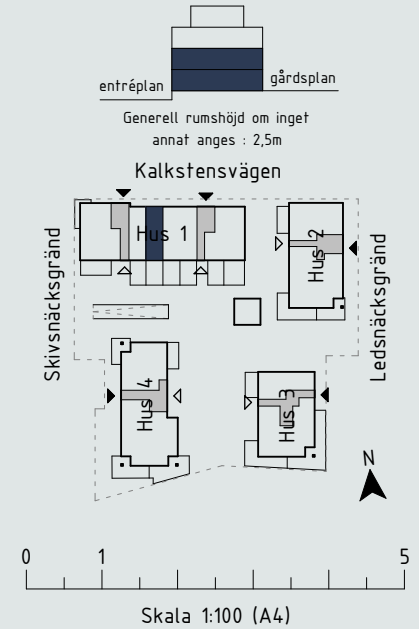 entréplan
gårdsplan
Generell rumshöjd om inget
annat anges : 2,5m
Kalkstensvägen
Skivsnäcksgränd
Hus 1
Hus 2
Ledsnäcksgränd
Hus 4
Hus 3
N
0 1 5
Skala 1:100 (A4)